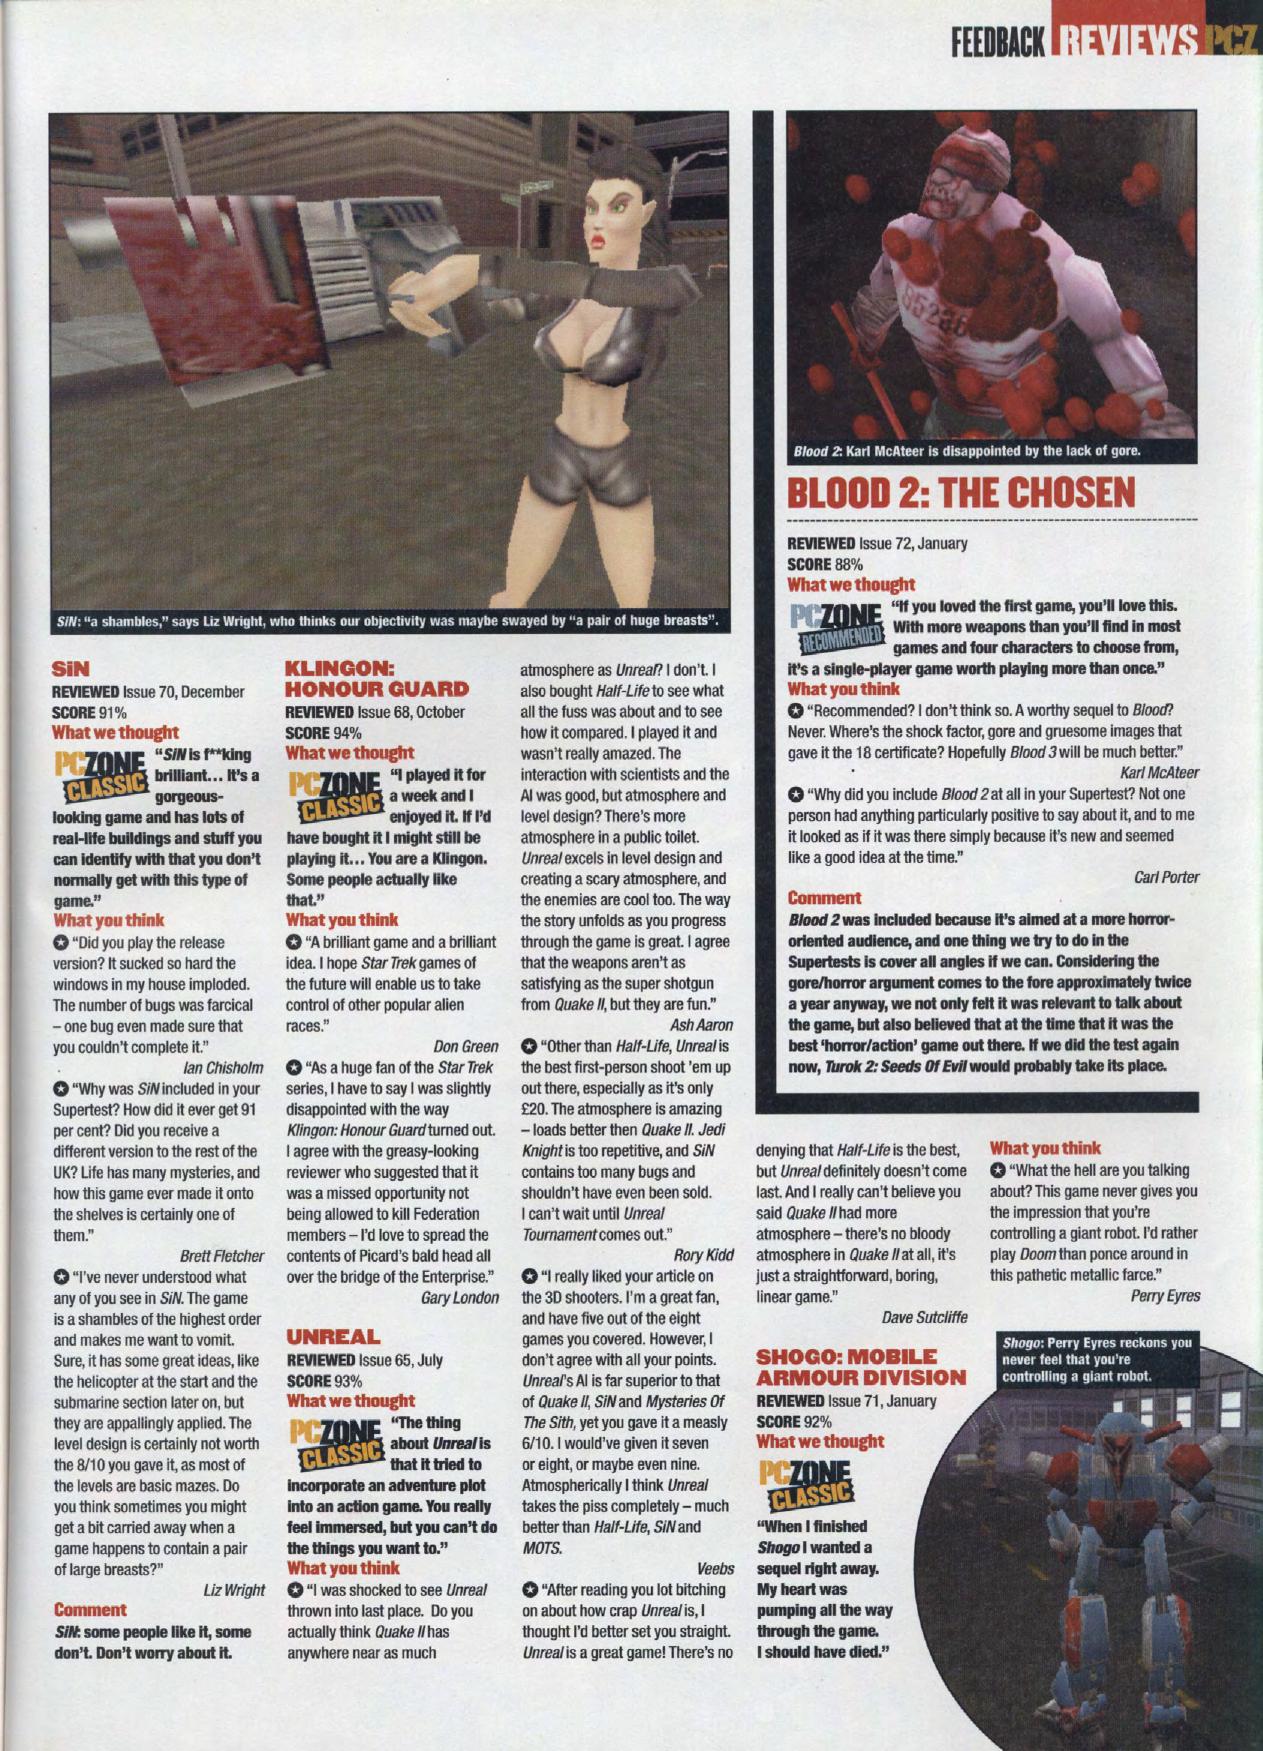 FEEDBACK REVIEWS PCZ
SiN: “a shambles,” says Liz Wright, who thinks our objectivity was maybe swayed by “a pair of huge breasts”.
SiN
REVIEWED Issue 70, December
SCORE 91%
What we thought
PCZONE CLASSIC
“SiN is f**king
brilliant... It’s a
gorgeous-
looking game and has lots of
real-life buildings and stuff you
can identify with that you don’t
normally get with this type of
game.”
What you think
“Did you play the release
version? It sucked so hard the
windows in my house imploded.
The number of bugs was farcical
– one bug even made sure that
you couldn’t complete it.”
Ian Chisholm
“Why was SiN included in your
Supertest? How did it ever get 91
per cent? Did you receive a
different version to the rest of the
UK? Life has many mysteries, and
how this game ever made it onto
the shelves is certainly one of
them.”
Brett Fletcher
“I’ve never understood what
any of you see in SiN. The game
is a shambles of the highest order
and makes me want to vomit.
Sure, it has some great ideas, like
the helicopter at the start and the
submarine section later on, but
they are appallingly applied. The
level design is certainly not worth
the 8/10 you gave it, as most of
the levels are basic mazes. Do
you think sometimes you might
get a bit carried away when a
game happens to contain a pair
of large breasts?”
Liz Wright
Comment
SiN: some people like it, some
don’t. Don’t worry about it.
KLINGON:
HONOUR GUARD
REVIEWED Issue 68, October
SCORE 94%
What we thought
PCZONE CLASSIC
“I played it for
a week and I
enjoyed it. If I’d
have bought it I might still be
playing it... You are a Klingon.
Some people actually like
that.”
What you think
“A brilliant game and a brilliant
idea. I hope Star Trek games of
the future will enable us to take
control of other popular alien
races.”
Don Green
“As a huge fan of the Star Trek
series, I have to say I was slightly
disappointed with the way
Klingon: Honour Guard turned out.
I agree with the greasy-looking
reviewer who suggested that it
was a missed opportunity not
being allowed to kill Federation
members – I’d love to spread the
contents of Picard’s bald head all
over the bridge of the Enterprise.”
Gary London
UNREAL
REVIEWED Issue 65, July
SCORE 93%
What we thought
PCZONE CLASSIC
“The thing
about Unreal is
that it tried to
incorporate an adventure plot
into an action game. You really
feel immersed, but you can’t do
the things you want to.”
What you think
“I was shocked to see Unreal
thrown into last place. Do you
actually think Quake II has
anywhere near as much
atmosphere as Unreal? I don’t. I
also bought Half-Life to see what
all the fuss was about and to see
how it compared. I played it and
wasn’t really amazed. The
interaction with scientists and the
AI was good, but atmosphere and
level design? There’s more
atmosphere in a public toilet.
Unreal excels in level design and
creating a scary atmosphere, and
the enemies are cool too. The way
the story unfolds as you progress
through the game is great. I agree
that the weapons aren’t as
satisfying as the super shotgun
from Quake II, but they are fun.”
Ash Aaron
“Other than Half-Life, Unreal is
the best first-person shoot ’em up
out there, especially as it’s only
£20. The atmosphere is amazing
– loads better then Quake II. Jedi
Knight is too repetitive, and SiN
contains too many bugs and
shouldn’t have even been sold.
I can’t wait until Unreal
Tournament comes out.”
Rory Kidd
“I really liked your article on
the 3D shooters. I’m a great fan,
and have five out of the eight
games you covered. However, I
don’t agree with all your points.
Unreal’s AI is far superior to that
of Quake II, SiN and Mysteries Of
The Sith, yet you gave it a measly
6/10. I would’ve given it seven
or eight, or maybe even nine.
Atmospherically I think Unreal
takes the piss completely – much
better than Half-Life, SiN and
MOTS.
Veebs
“After reading you lot bitching
on about how crap Unreal is, I
thought I’d better set you straight.
Unreal is a great game! There’s no
denying that Half-Life is the best,
but Unreal definitely doesn’t come
last. And I really can’t believe you
said Quake II had more
atmosphere – there’s no bloody
atmosphere in Quake II at all, it’s
just a straightforward, boring,
linear game.”
Dave Sutcliffe
SHOGO: MOBILE
ARMOUR DIVISION
REVIEWED Issue 71, January
SCORE 92%
What we thought
PCZONE CLASSIC
“When I finished
Shogo I wanted a
sequel right away.
My heart was
pumping all the way
through the game.
I should have died.”
What you think
“What the hell are you talking
about? This game never gives you
the impression that you’re
controlling a giant robot. I’d rather
play Doom than ponce around in
this pathetic metallic farce.”
Perry Eyres
Shogo: Perry Eyres reckons you
never feel that you’re
controlling a giant robot.
65286
Blood 2: Karl McAteer is disappointed by the lack of gore.
BLOOD 2: THE CHOSEN
REVIEWED Issue 72, January
SCORE 88%
What we thought
PCZONE RECOMMENDED
“If you loved the first game, you’ll love this.
With more weapons than you’ll find in most
games and four characters to choose from,
it’s a single-player game worth playing more than once.”
What you think
“Recommended? I don’t think so. A worthy sequel to Blood?
Never. Where’s the shock factor, gore and gruesome images that
gave it the 18 certificate? Hopefully Blood 3 will be much better.”
Karl McAteer
“Why did you include Blood 2 at all in your Supertest? Not one
person had anything particularly positive to say about it, and to me
it looked as if it was there simply because it’s new and seemed
like a good idea at the time.”
Carl Porter
Comment
Blood 2 was included because it’s aimed at a more horror-
oriented audience, and one thing we try to do in the
Supertests is cover all angles if we can. Considering the
gore/horror argument comes to the fore approximately twice
a year anyway, we not only felt it was relevant to talk about
the game, but also believed that at the time that it was the
best ‘horror/action’ game out there. If we did the test again
now, Turok 2: Seeds Of Evil would probably take its place.